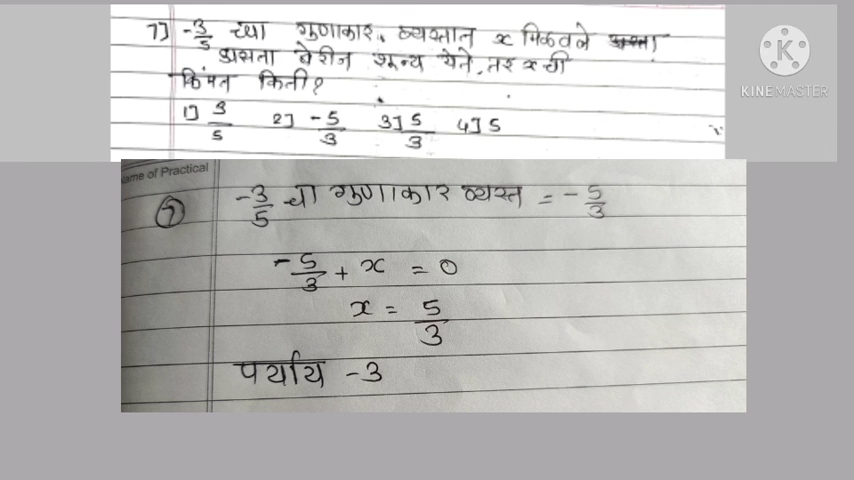 7] -3/5 च्या गुणाकार व्यस्तात x मिळवले
असता बेरीज शून्य येते, तर x ची
किंमत किती?
1] 3/5 2] -5/3 3] 5/3 4] 5
KINEMASTER
ame of Practical
7 -3/5 चा गुणाकार व्यस्त = -5/3
-5/3 + x = 0
x = 5/3
पर्याय -3